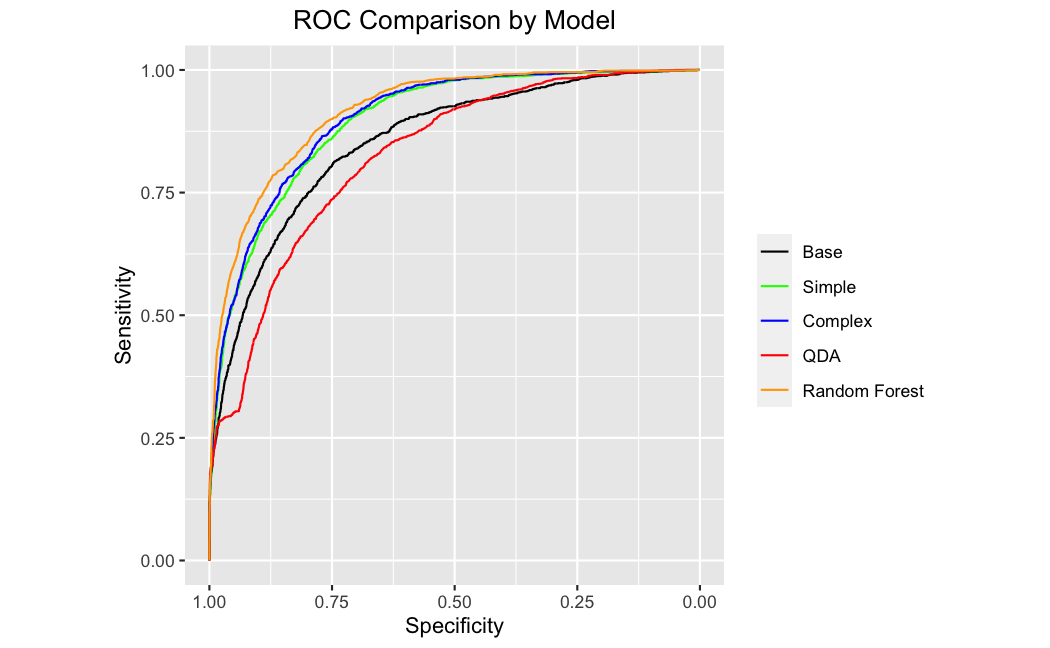 ROC Comparison by Model
1.00
0.75
0.50
0.25
0.00
Sensitivity
1.00 0.75 0.50 0.25 0.00
Specificity
Base
Simple
Complex
QDA
Random Forest